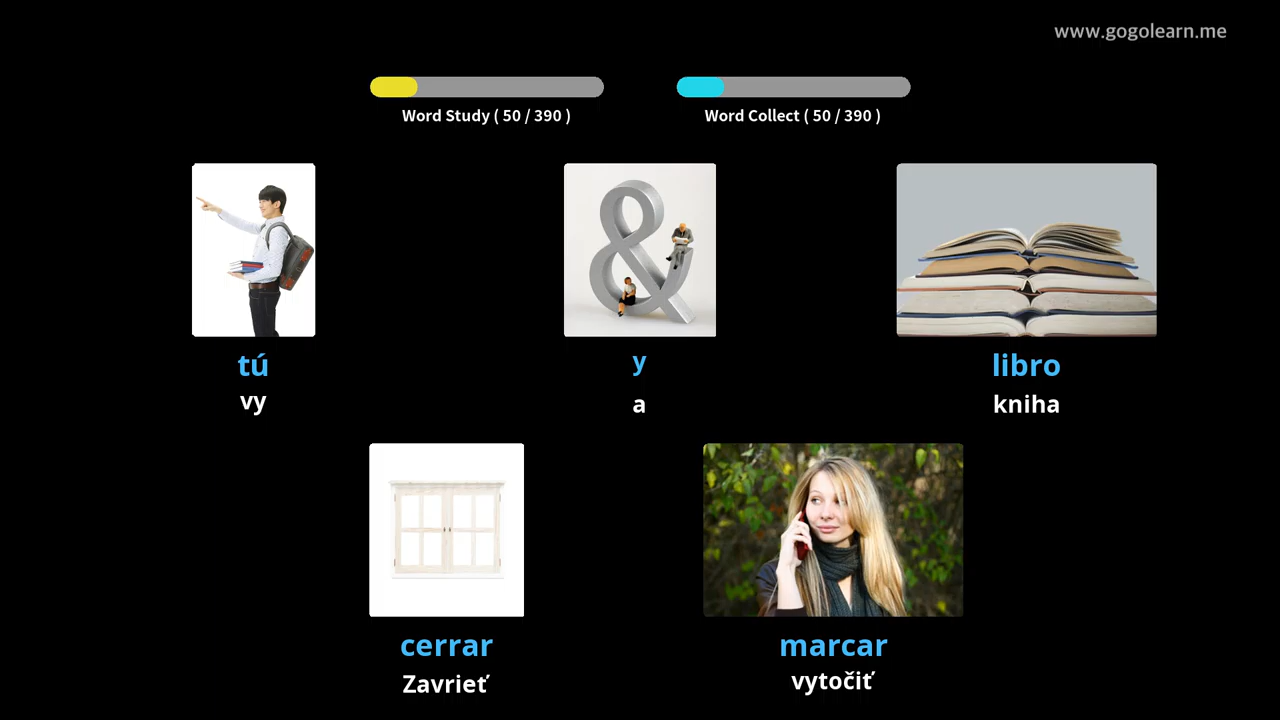 www.gogolearn.me
Word Study ( 50 / 390 )
Word Collect ( 50 / 390 )
tú
vy
y
a
libro
kniha
cerrar
Zavrieť
marcar
vytočiť